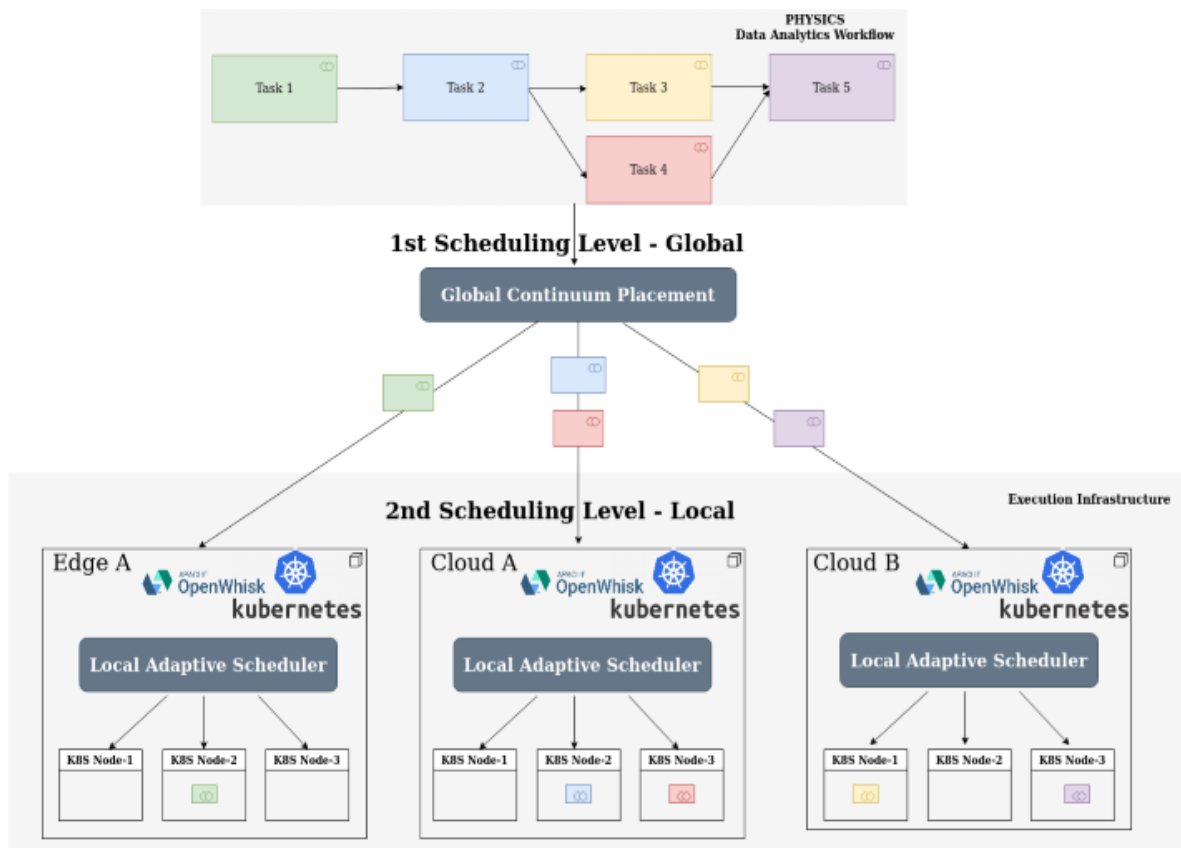 PHYSICS
Data Analytics Workflow
Task 1
Task 2
Task 3
Task 5
Task 4
1st Scheduling Level - Global
Global Continuum Placement
2nd Scheduling Level - Local
Execution Infrastructure
Edge A
APACHE
OpenWhisk
kubernetes
Local Adaptive Scheduler
K8S Node-1
K8S Node-2
K8S Node-3
Cloud A
APACHE
OpenWhisk
kubernetes
Local Adaptive Scheduler
K8S Node-1
K8S Node-2
K8S Node-3
Cloud B
APACHE
OpenWhisk
kubernetes
Local Adaptive Scheduler
K8S Node-1
K8S Node-2
K8S Node-3